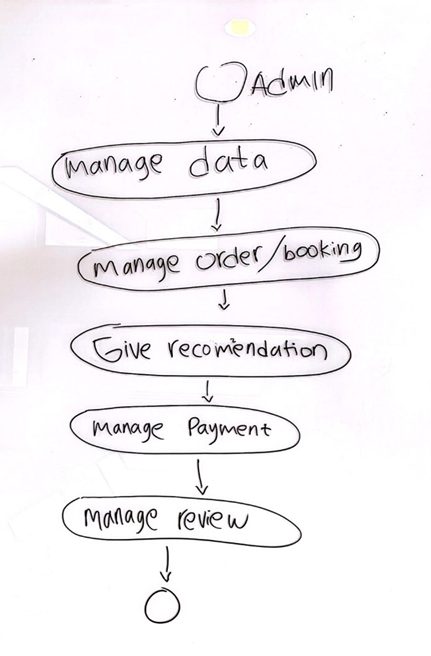 Admin
Manage data
Manage order/booking
Give recomendation
Manage Payment
Manage review